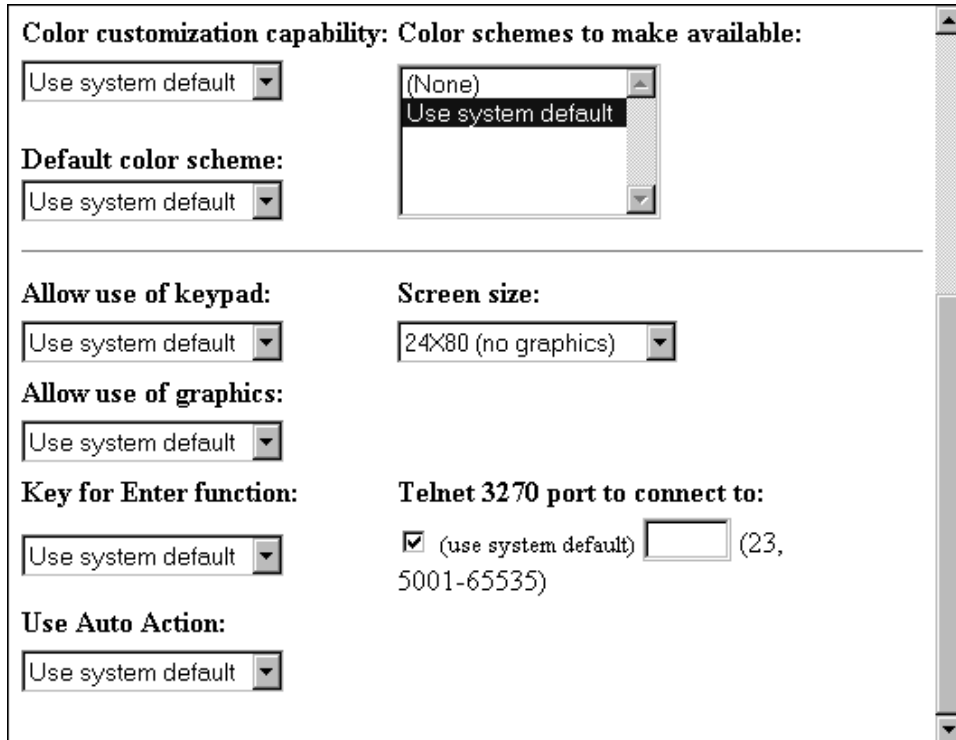 Color customization capability: Color schemes to make available:
Use system default
(None)
Use system default
Default color scheme:
Use system default
Allow use of keypad: Screen size:
Use system default 24X80 (no graphics)
Allow use of graphics:
Use system default
Key for Enter function: Telnet 3270 port to connect to:
Use system default (use system default) (23,
5001-65535)
Use Auto Action:
Use system default